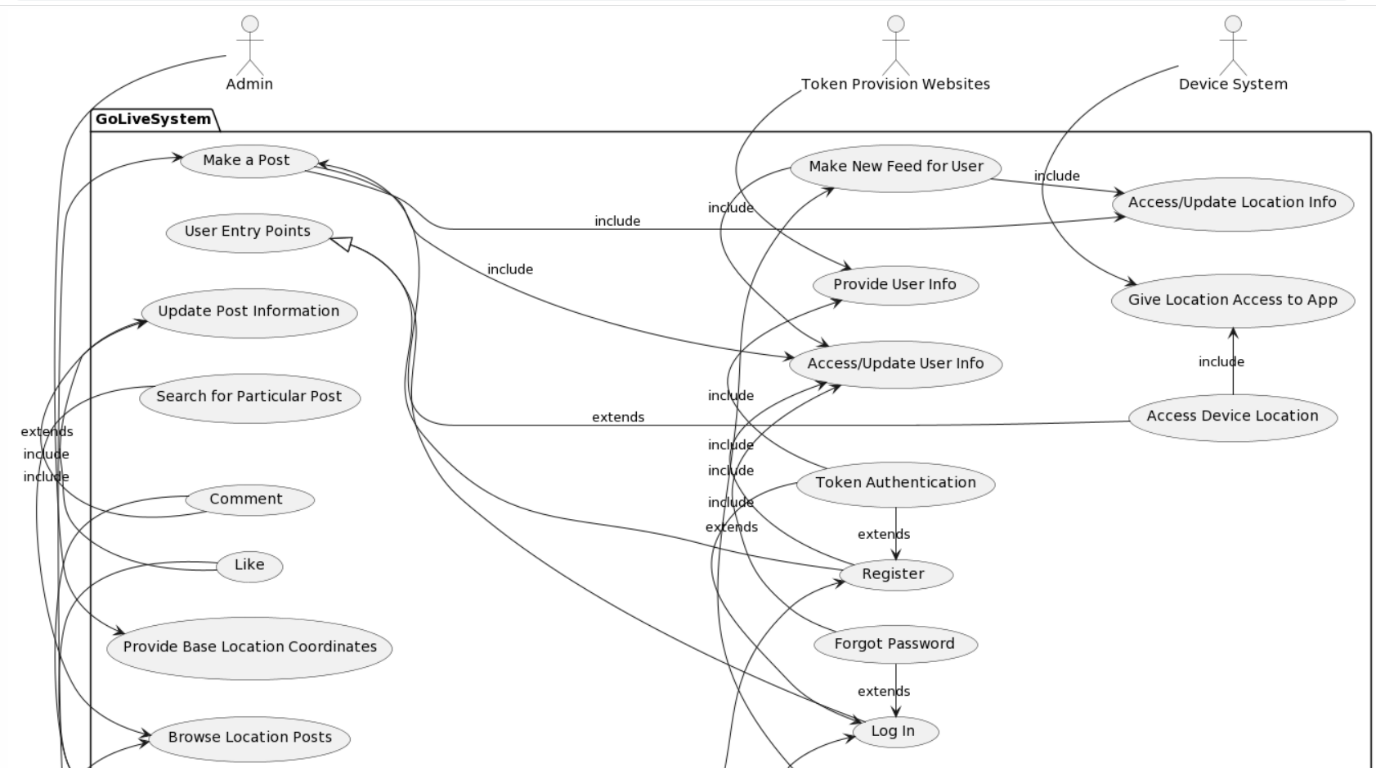 Admin
Token Provision Websites
Device System
GoLiveSystem
Make a Post
Make New Feed for User
include
Access/Update Location Info
include
include
User Entry Points
include
Provide User Info
Give Location Access to App
Update Post Information
Access/Update User Info
include
Search for Particular Post
include
extends
Access Device Location
extends
include
include
include
include
Token Authentication
Comment
include
extends
extends
Like
Register
Forgot Password
Provide Base Location Coordinates
extends
Browse Location Posts
Log In